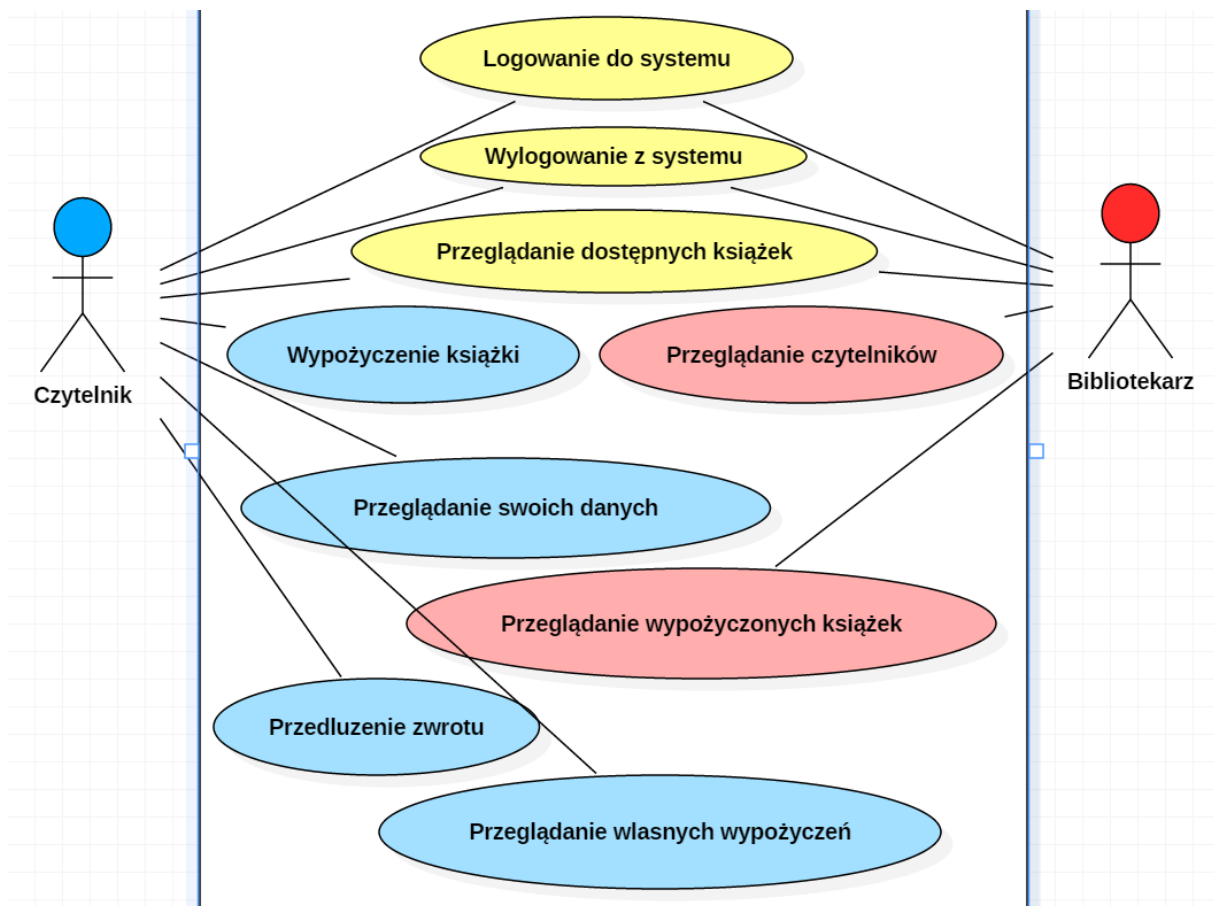 Logowanie do systemu
Wylogowanie z systemu
Przeglądanie dostępnych książek
Wypożyczenie książki
Przeglądanie czytelników
Czytelnik
Bibliotekarz
Przeglądanie swoich danych
Przeglądanie wypożyczonych książek
Przedluzenie zwrotu
Przeglądanie wlasnych wypożyczeń